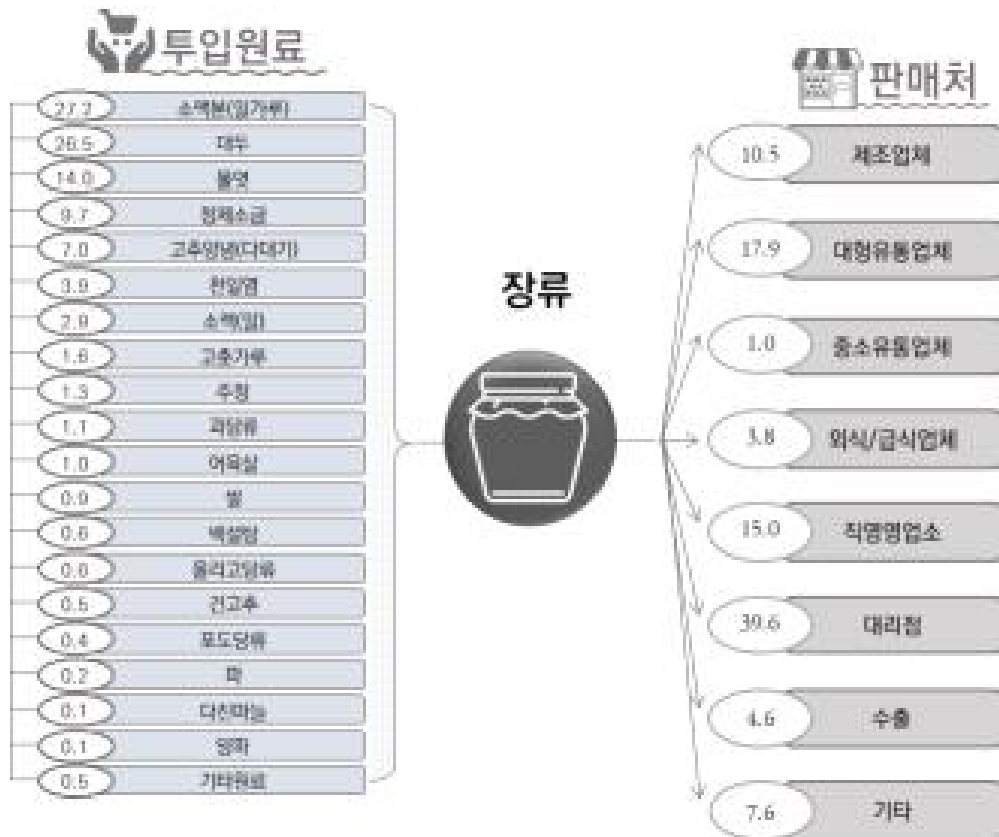 투입원료
27.2 소맥분(밀가루)
26.5 대두
14.0 물엿
9.7 정제소금
7.0 고추양념(다대기)
3.9 천일염
2.9 소맥(밀)
1.6 고춧가루
1.3 주정
1.1 과당류
1.0 어육살
0.9 쌀
0.6 백설탕
올리고당류
0.5 건고추
0.4 포도당류
0.2 파
0.1 다진마늘
0.1 양파
0.5 기타원료
장류
판매처
10.5 제조업체
17.9 대형유통업체
1.0 중소유통업체
3.8 외식/급식업체
15.0 직영영업소
39.6 대리점
4.6 수출
7.6 기타